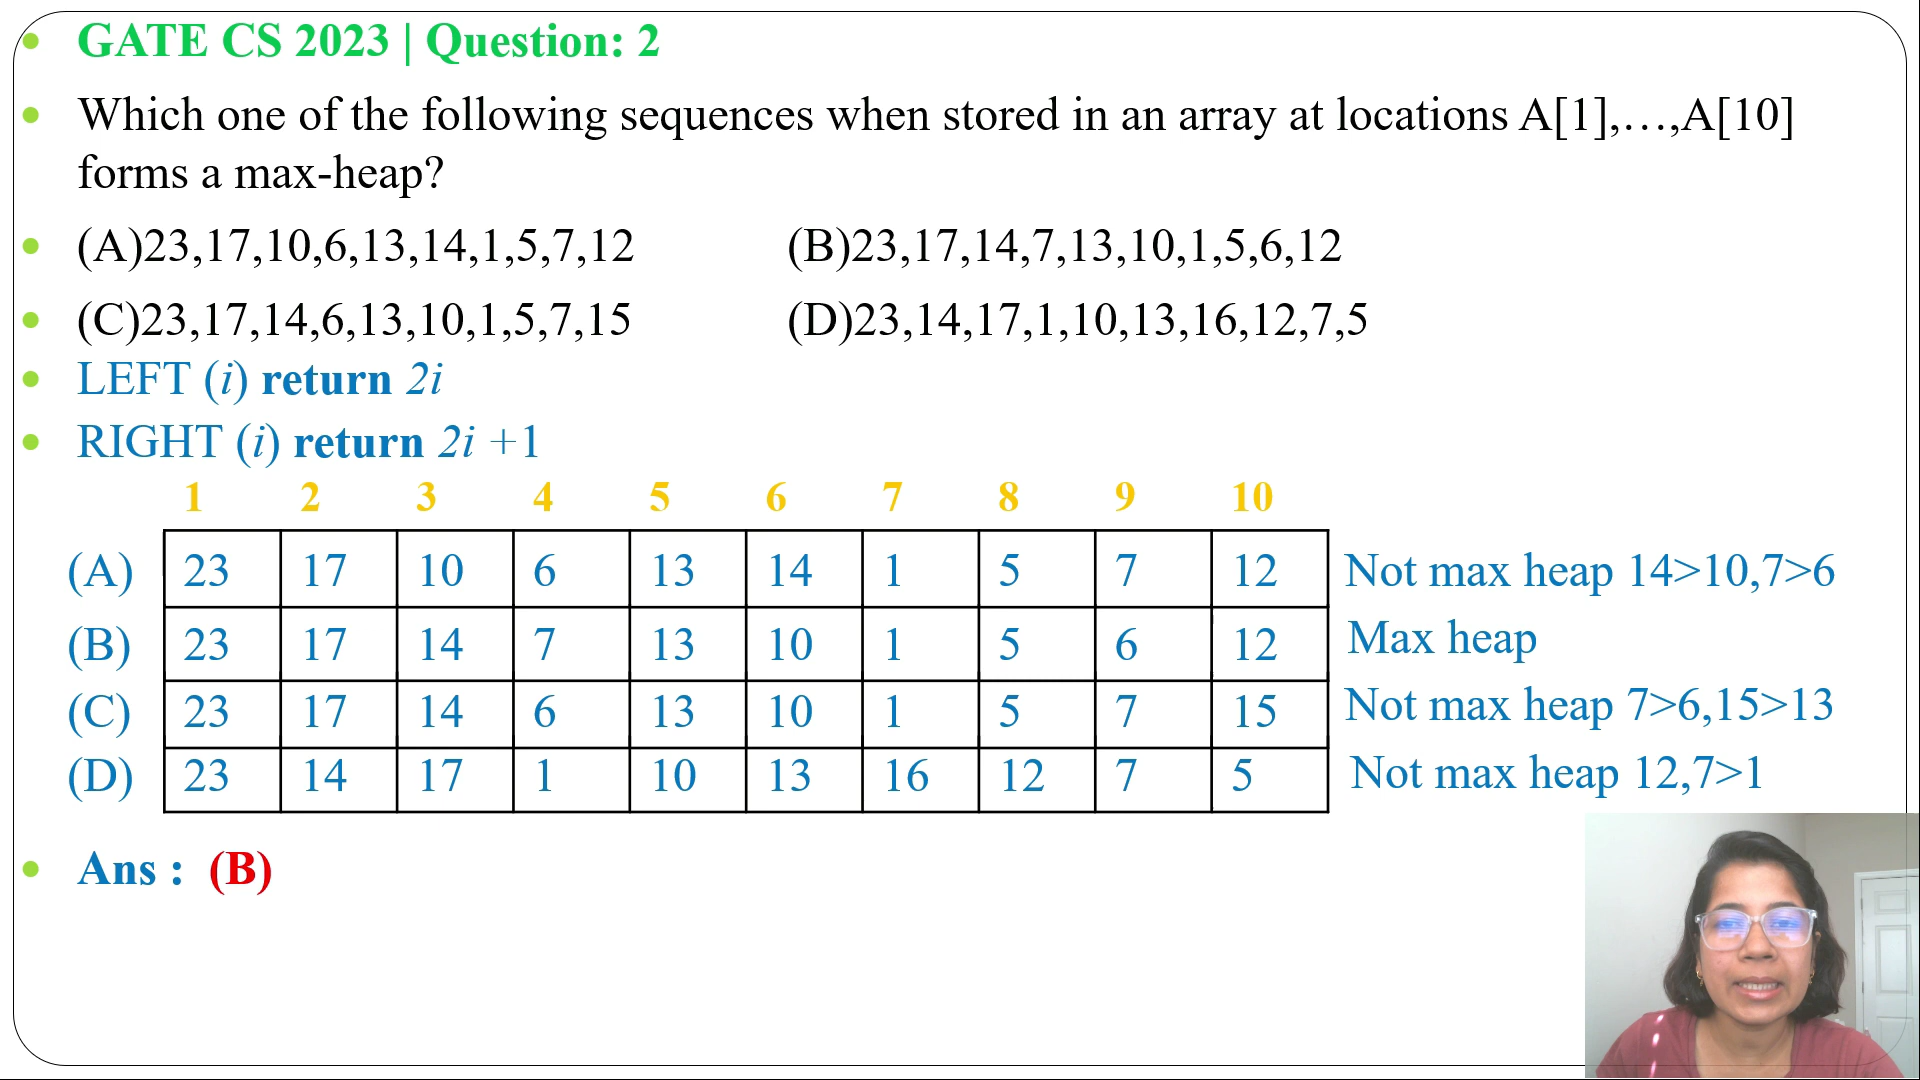 GATE CS 2023 | Question: 2
Which one of the following sequences when stored in an array at locations A[1],…,A[10]
forms a max-heap?
(A)23,17,10,6,13,14,1,5,7,12 (B)23,17,14,7,13,10,1,5,6,12
(C)23,17,14,6,13,10,1,5,7,15 (D)23,14,17,1,10,13,16,12,7,5
LEFT (i) return 2i
RIGHT (i) return 2i +1
1 2 3 4 5 6 7 8 9 10
(A) 23 17 10 6 13 14 1 5 7 12 Not max heap 14>10,7>6
(B) 23 17 14 7 13 10 1 5 6 12 Max heap
(C) 23 17 14 6 13 10 1 5 7 15 Not max heap 7>6,15>13
(D) 23 14 17 1 10 13 16 12 7 5 Not max heap 12,7>1
Ans : (B)